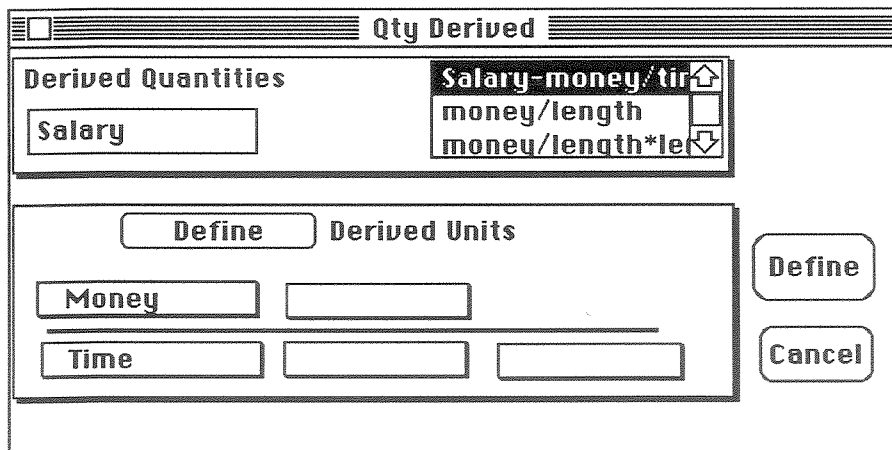 Qty Derived
Derived Quantities
Salary
Salary-money/tim
money/length
money/length*le
Define Derived Units
Money
Time
Define
Cancel